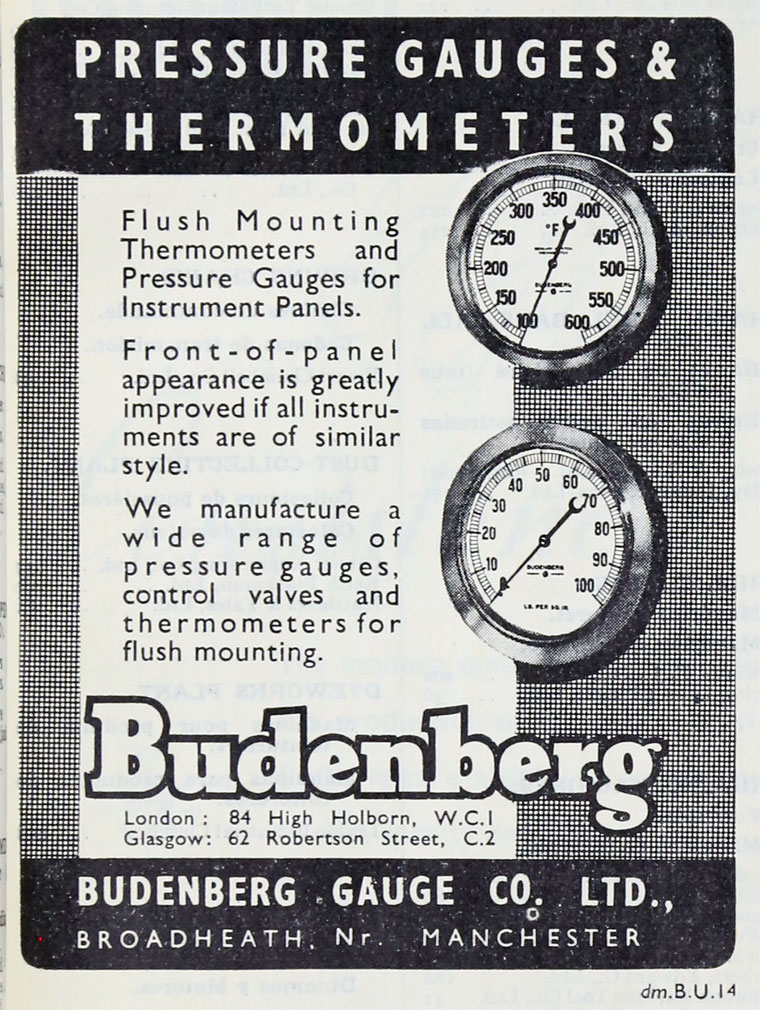 PRESSURE GAUGES &
THERMOMETERS
Flush Mounting
Thermometers and
Pressure Gauges for
Instrument Panels.
Front-of-panel
appearance is greatly
improved if all instru-
ments are of similar
style.
We manufacture a
wide range of
pressure gauges,
control valves and
thermometers for
flush mounting.
100 150 200 250 300 350 400 450 500 550 600
°F
BUDENBERG
0 10 20 30 40 50 60 70 80 90 100
BUDENBERG
LB. PER SQ. IN.
Budenberg
London: 84 High Holborn, W.C.1
Glasgow: 62 Robertson Street, C.2
BUDENBERG GAUGE CO. LTD.,
BROADHEATH, Nr. MANCHESTER
dm.B.U.14